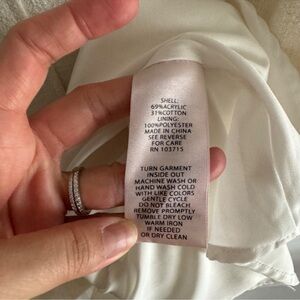 SHELL:
69%ACRYLIC
31%COTTON
LINING:
100%POLYESTER
MADE IN CHINA
SEE REVERSE
FOR CARE
RN 103715
TURN GARMENT
INSIDE OUT
MACHINE WASH OR
HAND WASH COLD
WITH LIKE COLORS
GENTLE CYCLE
DO NOT BLEACH
REMOVE PROMPTLY
TUMBLE DRY LOW
WARM IRON
IF NEEDED
OR DRY CLEAN